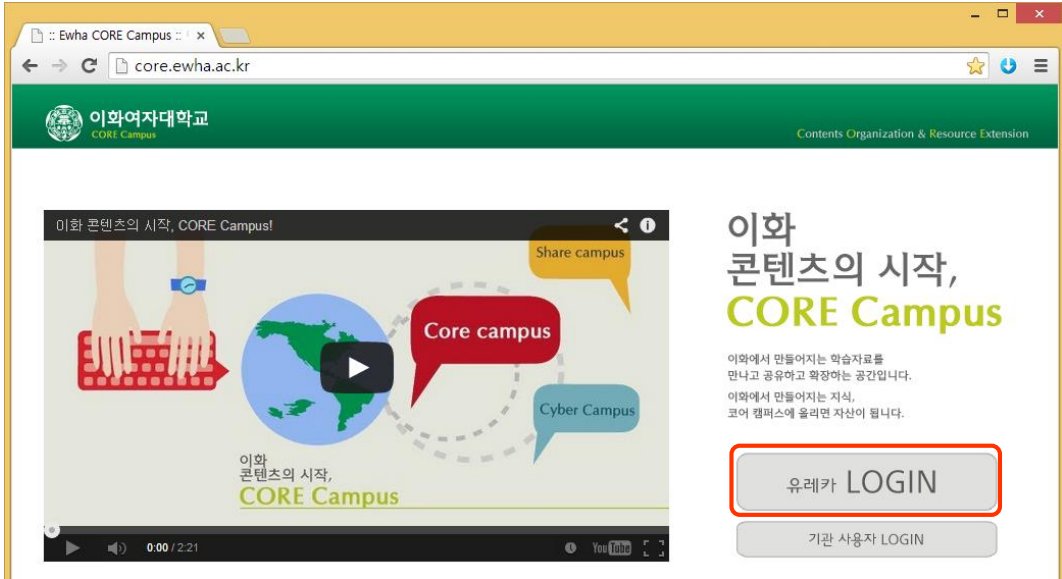 :: Ewha CORE Campus ::
core.ewha.ac.kr
이화여자대학교
CORE Campus
Contents Organization & Resource Extension
이화 콘텐츠의 시작, CORE Campus!
Share campus
Core campus
Cyber Campus
이화
콘텐츠의 시작,
CORE Campus
0:00 / 2:21
YouTube
이화
콘텐츠의 시작,
CORE Campus
이화에서 만들어지는 학습자료를
만나고 공유하고 확장하는 공간입니다.
이화에서 만들어지는 지식,
코어 캠퍼스에 올리면 자산이 됩니다.
유레카 LOGIN
기관 사용자 LOGIN